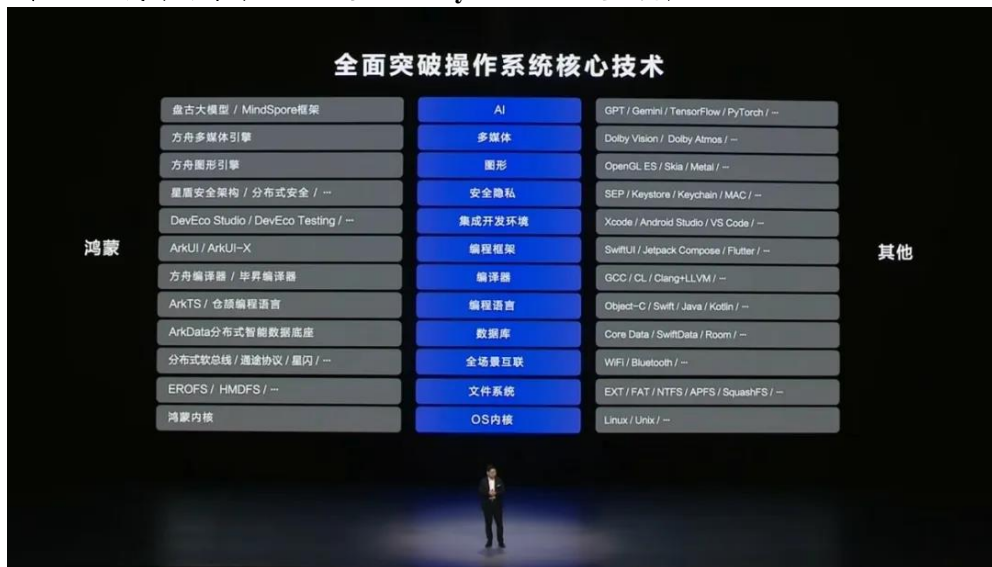 全面突破操作系统核心技术
盘古大模型 / MindSpore框架
AI
GPT / Gemini / TensorFlow / PyTorch / ···
方舟多媒体引擎
多媒体
Dolby Vision / Dolby Atmos / ···
方舟图形引擎
图形
OpenGL ES / Skia / Metal / ···
星盾安全架构 / 分布式安全 / ···
安全隐私
SEP / Keystore / Keychain / MAC / ···
DevEco Studio / DevEco Testing / ···
集成开发环境
Xcode / Android Studio / VS Code / ···
鸿蒙
ArkUI / ArkUI-X
编程框架
SwiftUI / Jetpack Compose / Flutter / ···
其他
方舟编译器 / 毕昇编译器
编译器
GCC / CL / Clang+LLVM / ···
ArkTS / 仓颉编程语言
编程语言
Object-C / Swift / Java / Kotlin / ···
ArkData分布式智能数据底座
数据库
Core Data / SwiftData / Room / ···
分布式软总线 / 通途协议 / 星闪 / ···
全场景互联
WiFi / Bluetooth / ···
EROFS / HMDFS / ···
文件系统
EXT / FAT / NTFS / APFS / SquashFS / ···
鸿蒙内核
OS内核
Linux / Unix / ···